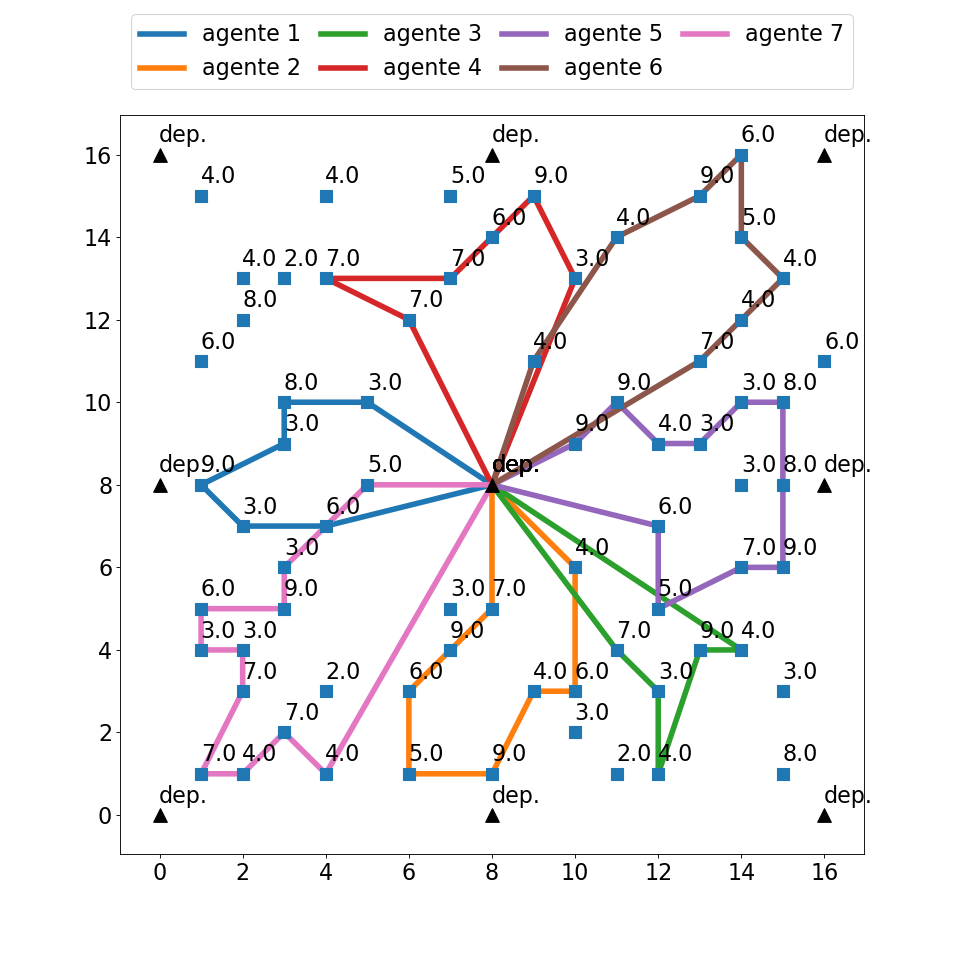 agente 1 agente 3 agente 5 agente 7
agente 2 agente 4 agente 6
dep. dep. 6.0 dep.
16
4.0 4.0 5.0 9.0 9.0
6.0 4.0 5.0
14
4.0 2.0 7.0 7.0 3.0 4.0
8.0 7.0 4.0
12
6.0 4.0 7.0 6.0
8.0 3.0 9.0 3.0 8.0
10
3.0 9.0 4.0 3.0
dep. 9.0 5.0 dep. 3.0 8.0 dep.
8
3.0 6.0 6.0
3.0 4.0 7.0 9.0
6
6.0 9.0 3.0 7.0 5.0
3.0 3.0 9.0 7.0 9.0 4.0
4
7.0 2.0 6.0 4.0 6.0 3.0 3.0
7.0 3.0
2
7.0 4.0 4.0 5.0 9.0 2.0 4.0 8.0
dep. dep. dep.
0
0 2 4 6 8 10 12 14 16